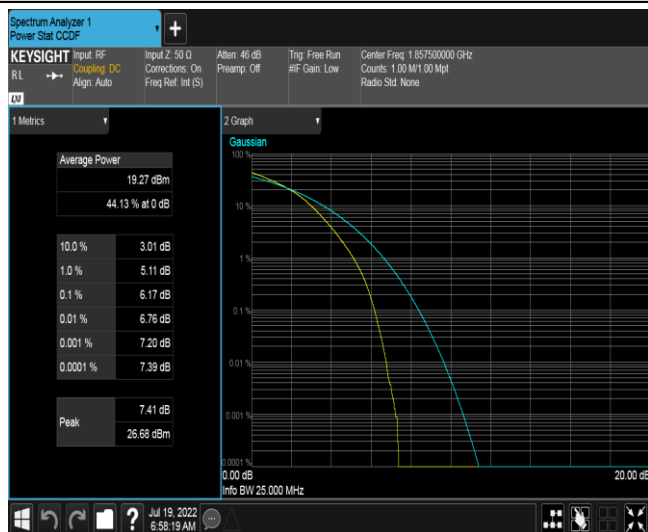 Spectrum Analyzer 1
Power Stat CCDF
KEYSIGHT
RL
Input: RF
Coupling: DC
Align: Auto
Input Z: 50 Ω
Corrections: On
Freq Ref: Int (S)
Atten: 46 dB
Preamp: Off
Trig: Free Run
#IF Gain: Low
Center Freq: 1.857500000 GHz
Counts: 1.00 M/1.00 Mpt
Radio Std: None
1 Metrics
Average Power
19.27 dBm
44.13 % at 0 dB
10.0 % 3.01 dB
1.0 % 5.11 dB
0.1 % 6.17 dB
0.01 % 6.76 dB
0.001 % 7.20 dB
0.0001 % 7.39 dB
Peak
7.41 dB
26.68 dBm
2 Graph
Gaussian
100 %
10 %
1 %
0.1 %
0.01 %
0.001 %
0.0001 %
0.00 dB
20.00 dB
Info BW 25.000 MHz
Jul 19, 2022
6:58:19 AM